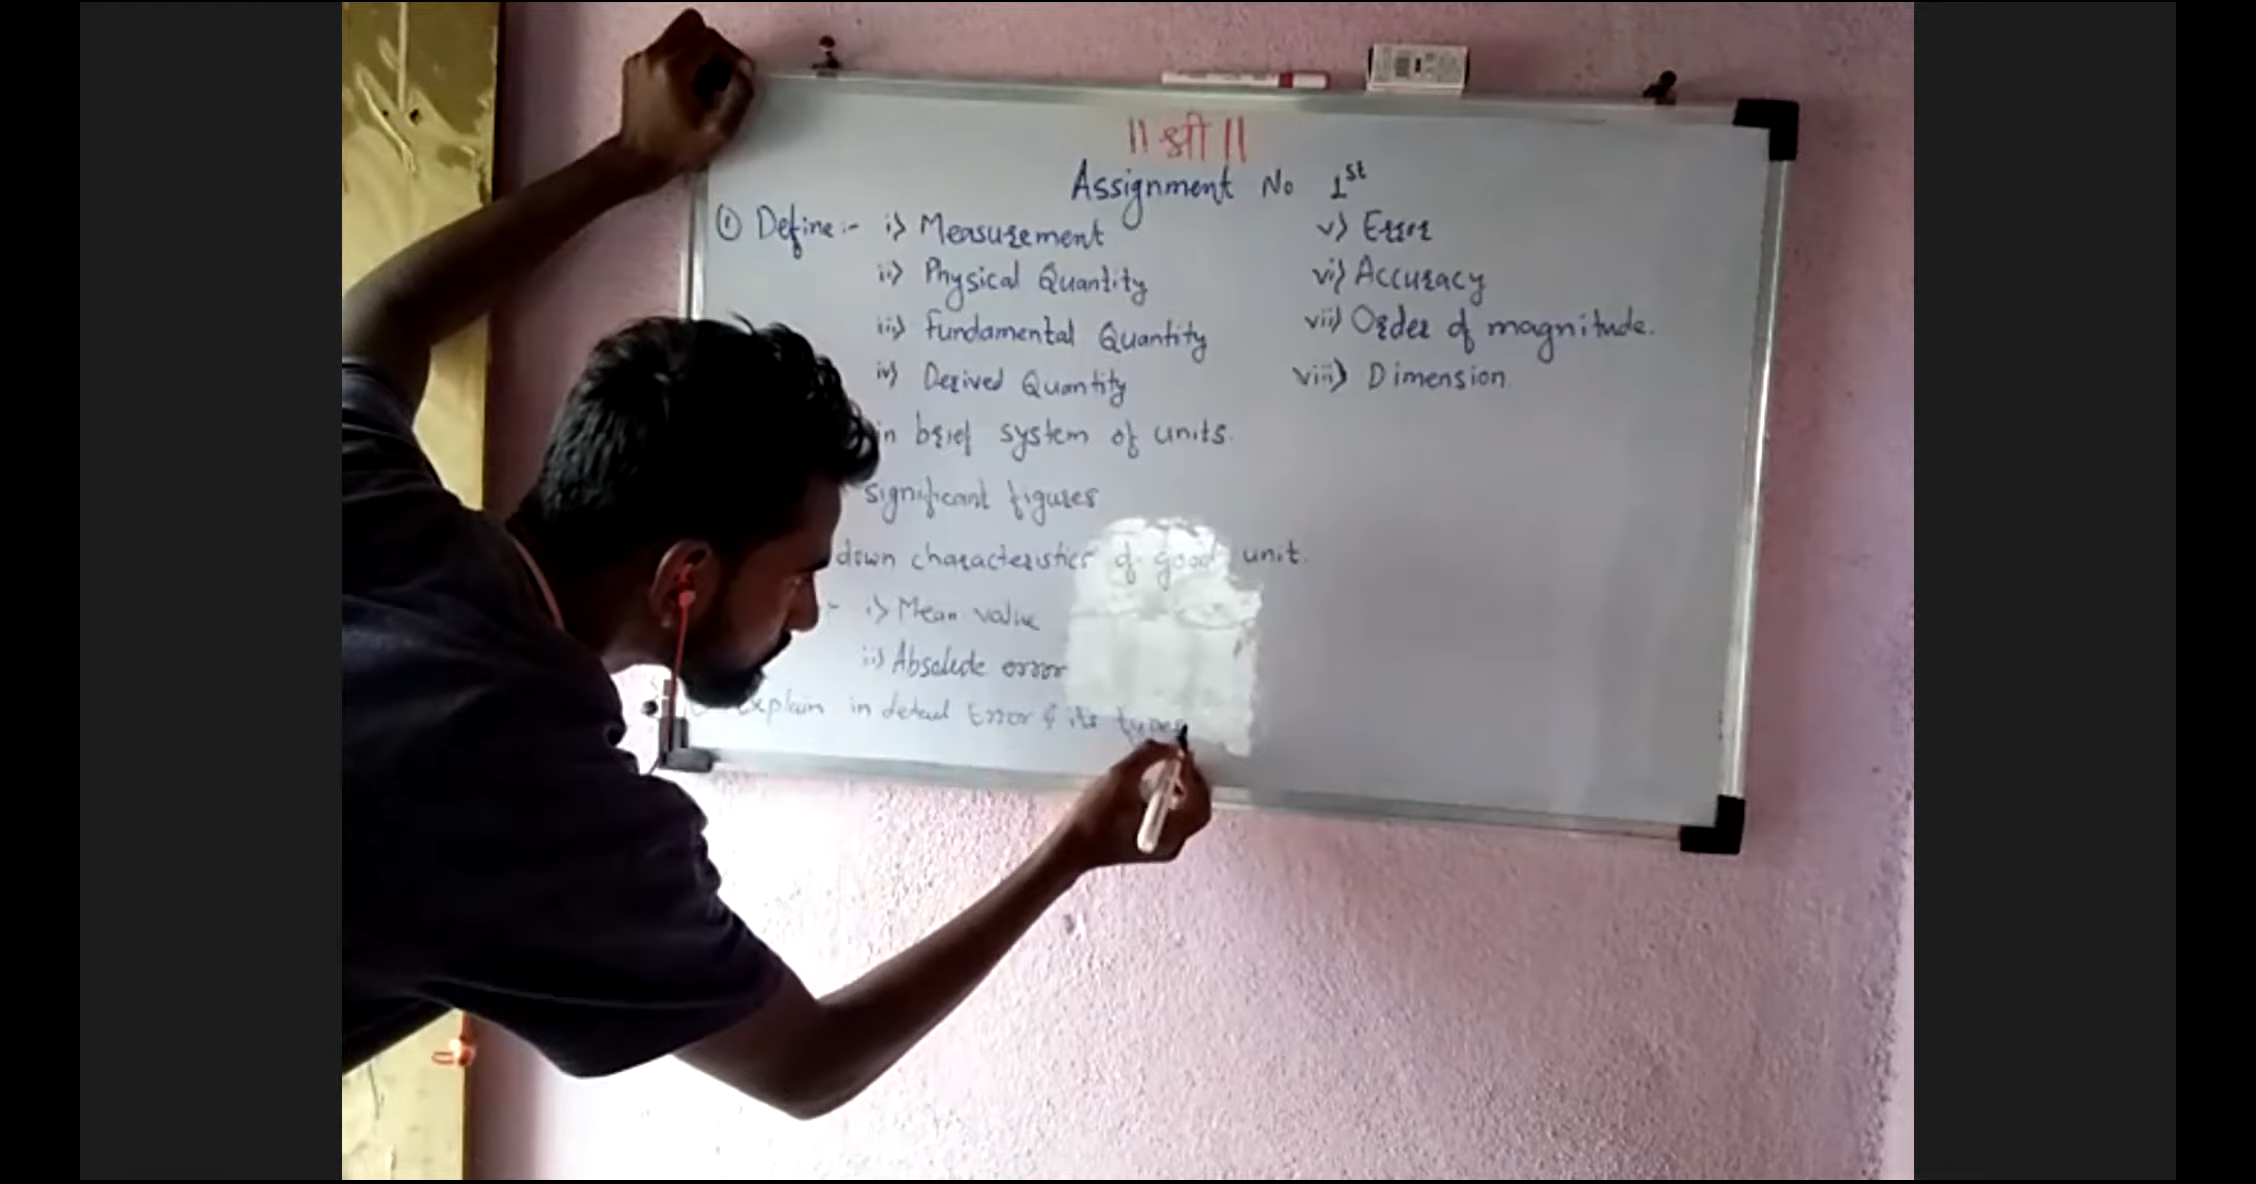 || श्री ||
Assignment No 1st
① Define:- i) Measurement
ii) Physical Quantity
iii) Fundamental Quantity
iv) Derived Quantity
v) Error
vi) Accuracy
vii) Order of magnitude.
viii) Dimension
in brief system of units.
significant figures
down characteristics of good unit.
:- i) Mean value
ii) Absolute error
Explain in detail Error & its types